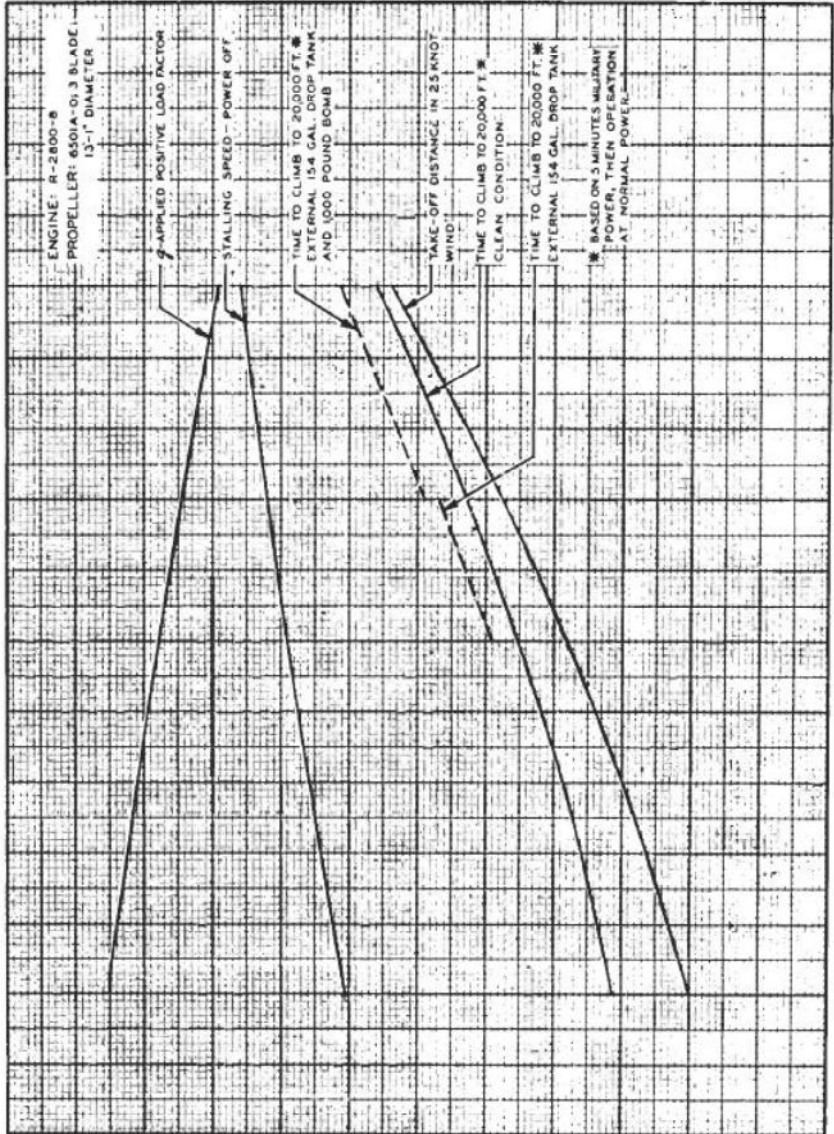 ENGINE: R-2800-8
PROPELLER: 6501A-0, 3 BLADE,
13'-1" DIAMETER
g-APPLIED POSITIVE LOAD FACTOR
STALLING SPEED - POWER OFF
TIME TO CLIMB TO 20,000 FT. *
EXTERNAL 154 GAL. DROP TANK
AND 1,000 POUND BOMB
TAKE-OFF DISTANCE IN 25 KNOT
WIND
TIME TO CLIMB TO 20,000 FT. *
CLEAN CONDITION
TIME TO CLIMB TO 20,000 FT. *
EXTERNAL 154 GAL. DROP TANK
* BASED ON 5 MINUTES MILITARY
POWER, THEN OPERATION
AT NORMAL POWER.